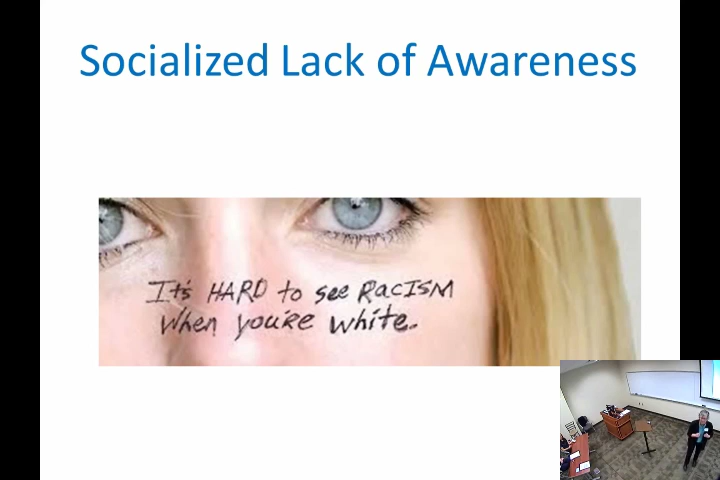 Socialized Lack of Awareness
It's HARD to see RACISM
When you're white.